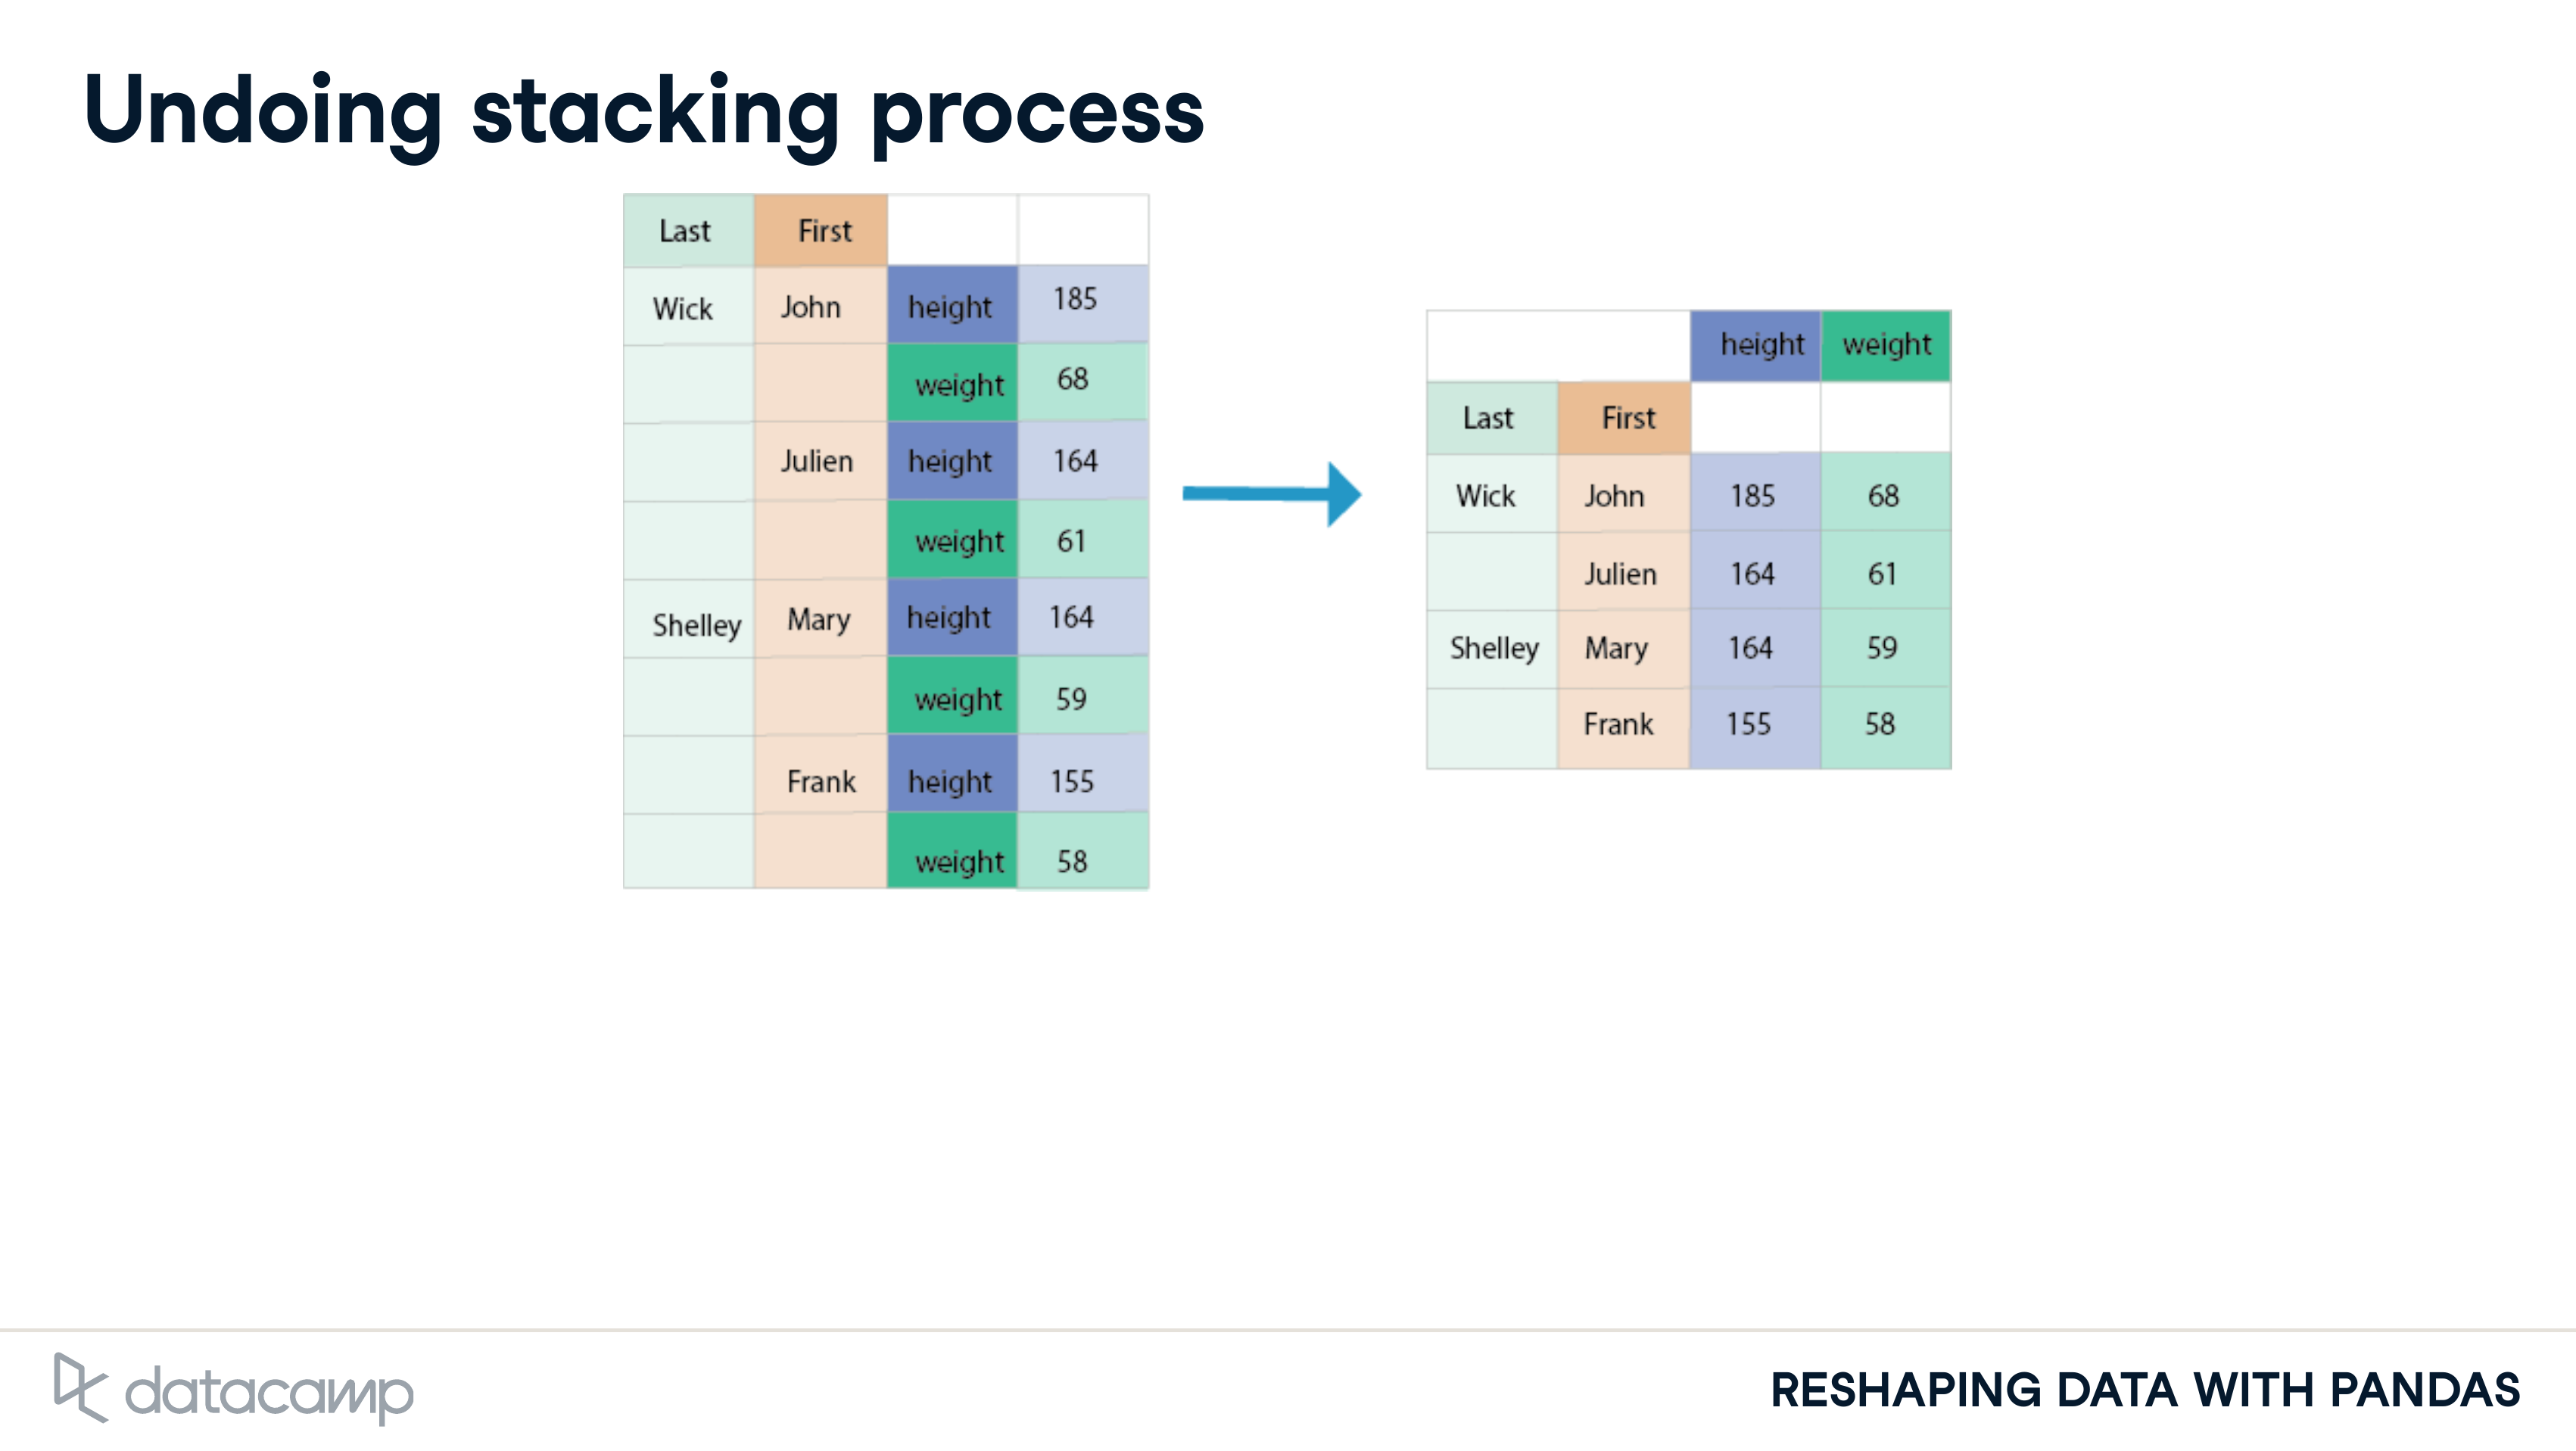 Undoing stacking process
Last First
Wick John height 185
weight 68
Julien height 164
weight 61
Shelley Mary height 164
weight 59
Frank height 155
weight 58
height weight
Last First
Wick John 185 68
Julien 164 61
Shelley Mary 164 59
Frank 155 58
datacamp
RESHAPING DATA WITH PANDAS